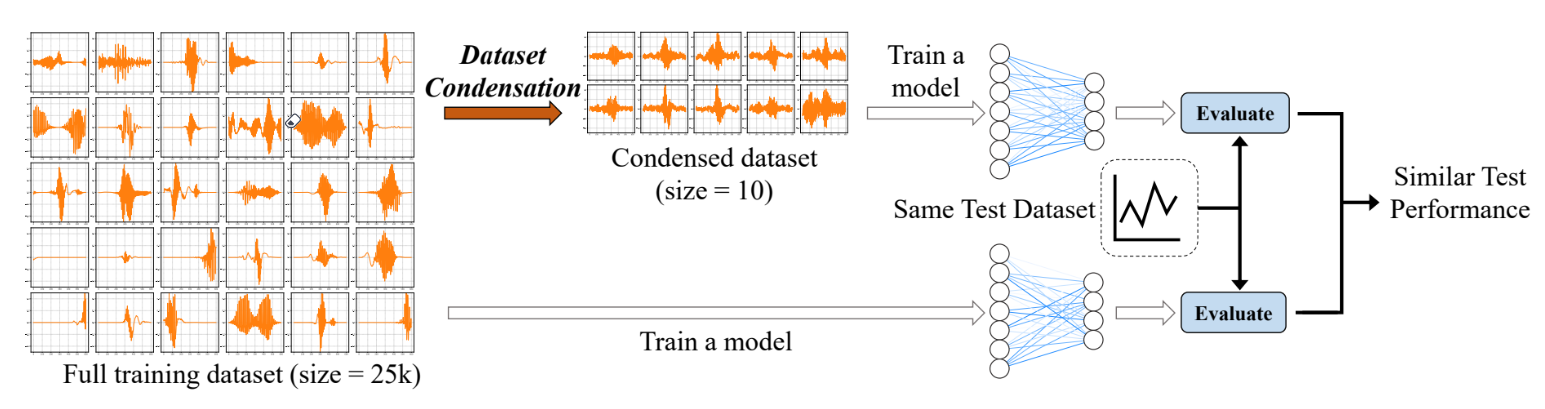 Dataset
Condensation
Train a
model
Evaluate
Condensed dataset
(size = 10)
Similar Test
Performance
Same Test Dataset
Evaluate
Train a model
Full training dataset (size = 25k)